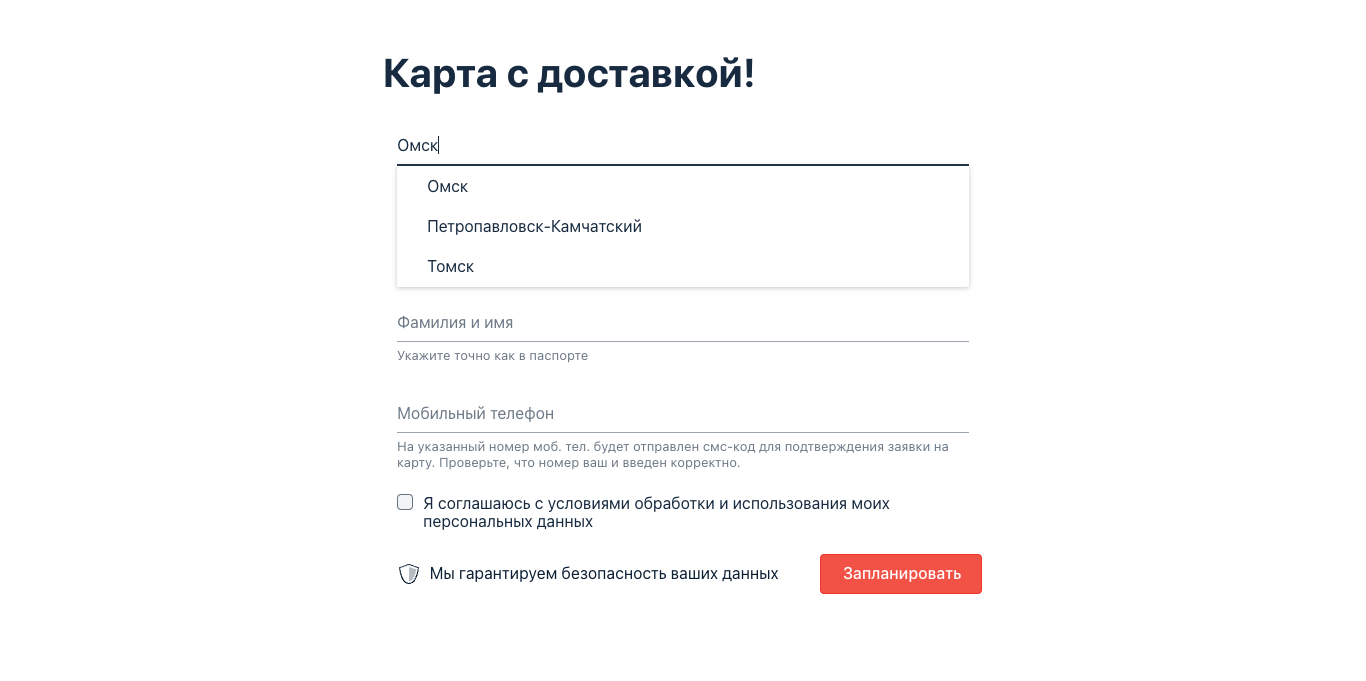 Карта с доставкой!
Омск
Омск
Петропавловск-Камчатский
Томск
Фамилия и имя
Укажите точно как в паспорте
Мобильный телефон
На указанный номер моб. тел. будет отправлен смс-код для подтверждения заявки на
карту. Проверьте, что номер ваш и введен корректно.
Я соглашаюсь с условиями обработки и использования моих
персональных данных
Мы гарантируем безопасность ваших данных
Запланировать